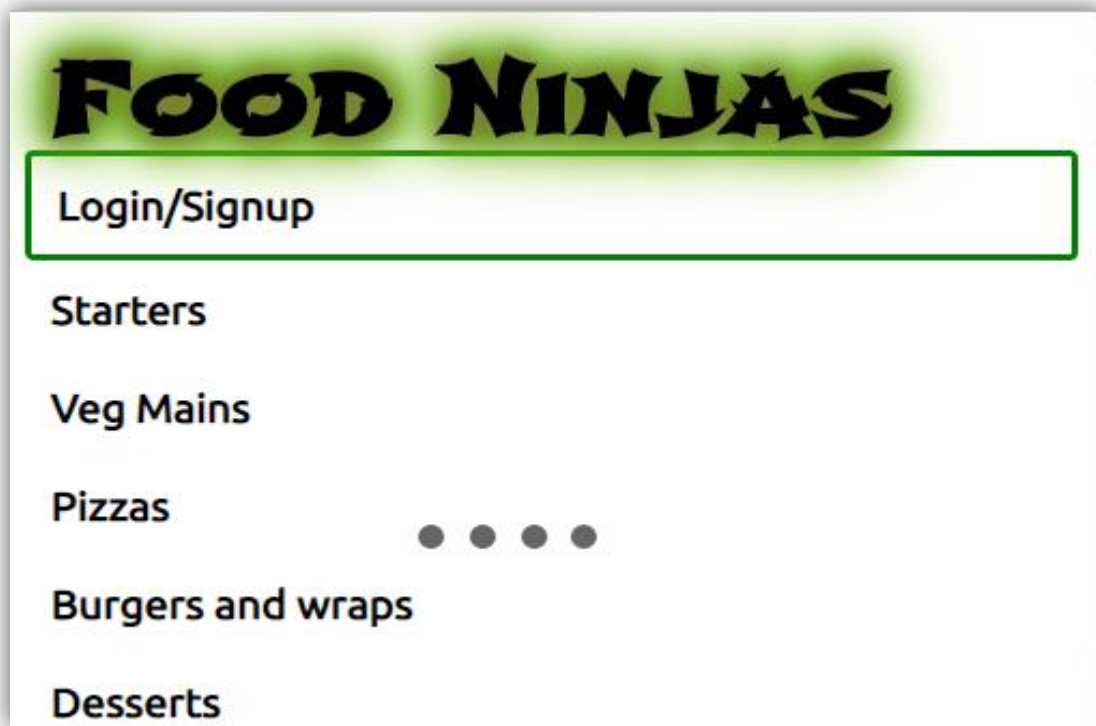 Food Ninjas
Login/Signup
Starters
Veg Mains
Pizzas
Burgers and wraps
Desserts